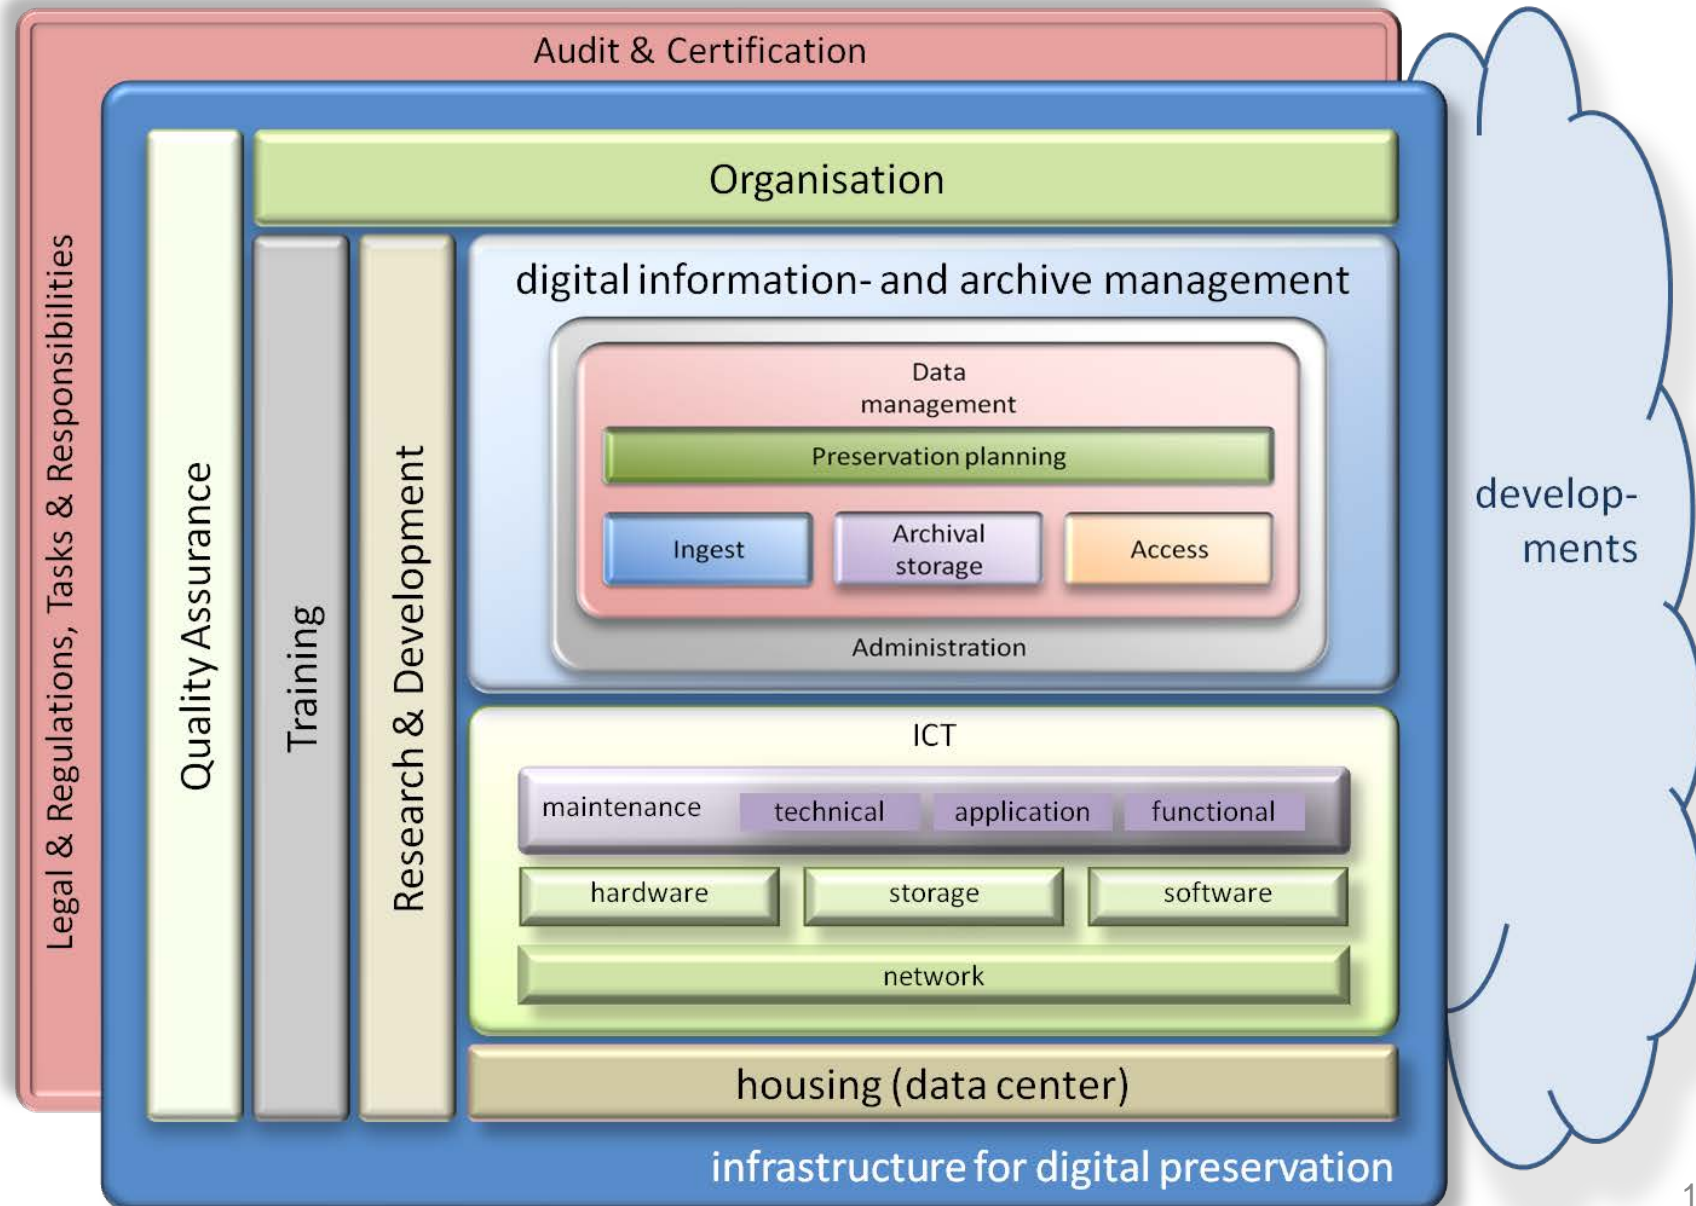 Audit & Certification
Legal & Regulations, Tasks & Responsibilities
Quality Assurance
Organisation
Training
Research & Development
digital information- and archive management
Data
management
Preservation planning
Ingest
Archival
storage
Access
Administration
ICT
maintenance
technical
application
functional
hardware
storage
software
network
housing (data center)
infrastructure for digital preservation
develop-
ments
1